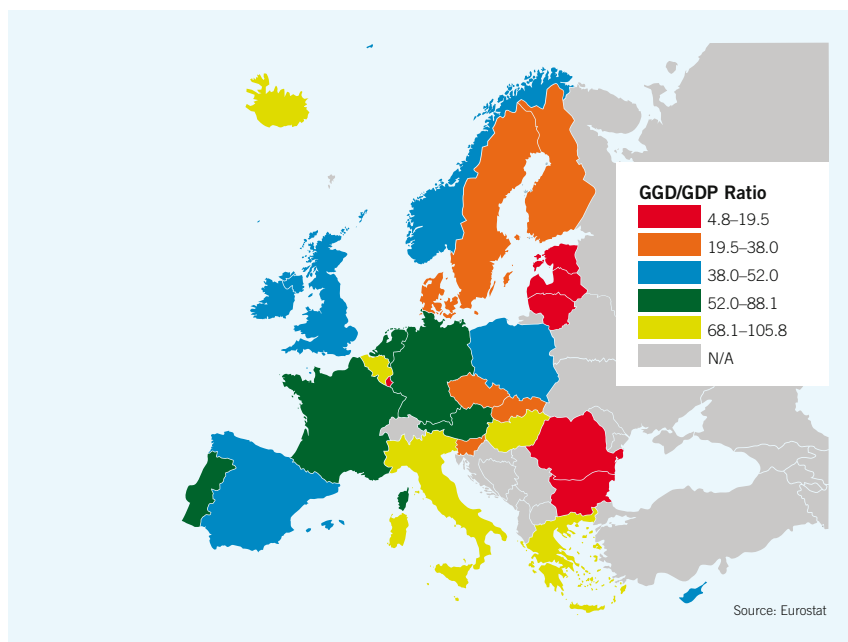 GGD/GDP Ratio
4.8–19.5
19.5–38.0
38.0–52.0
52.0–88.1
68.1–105.8
N/A
Source: Eurostat